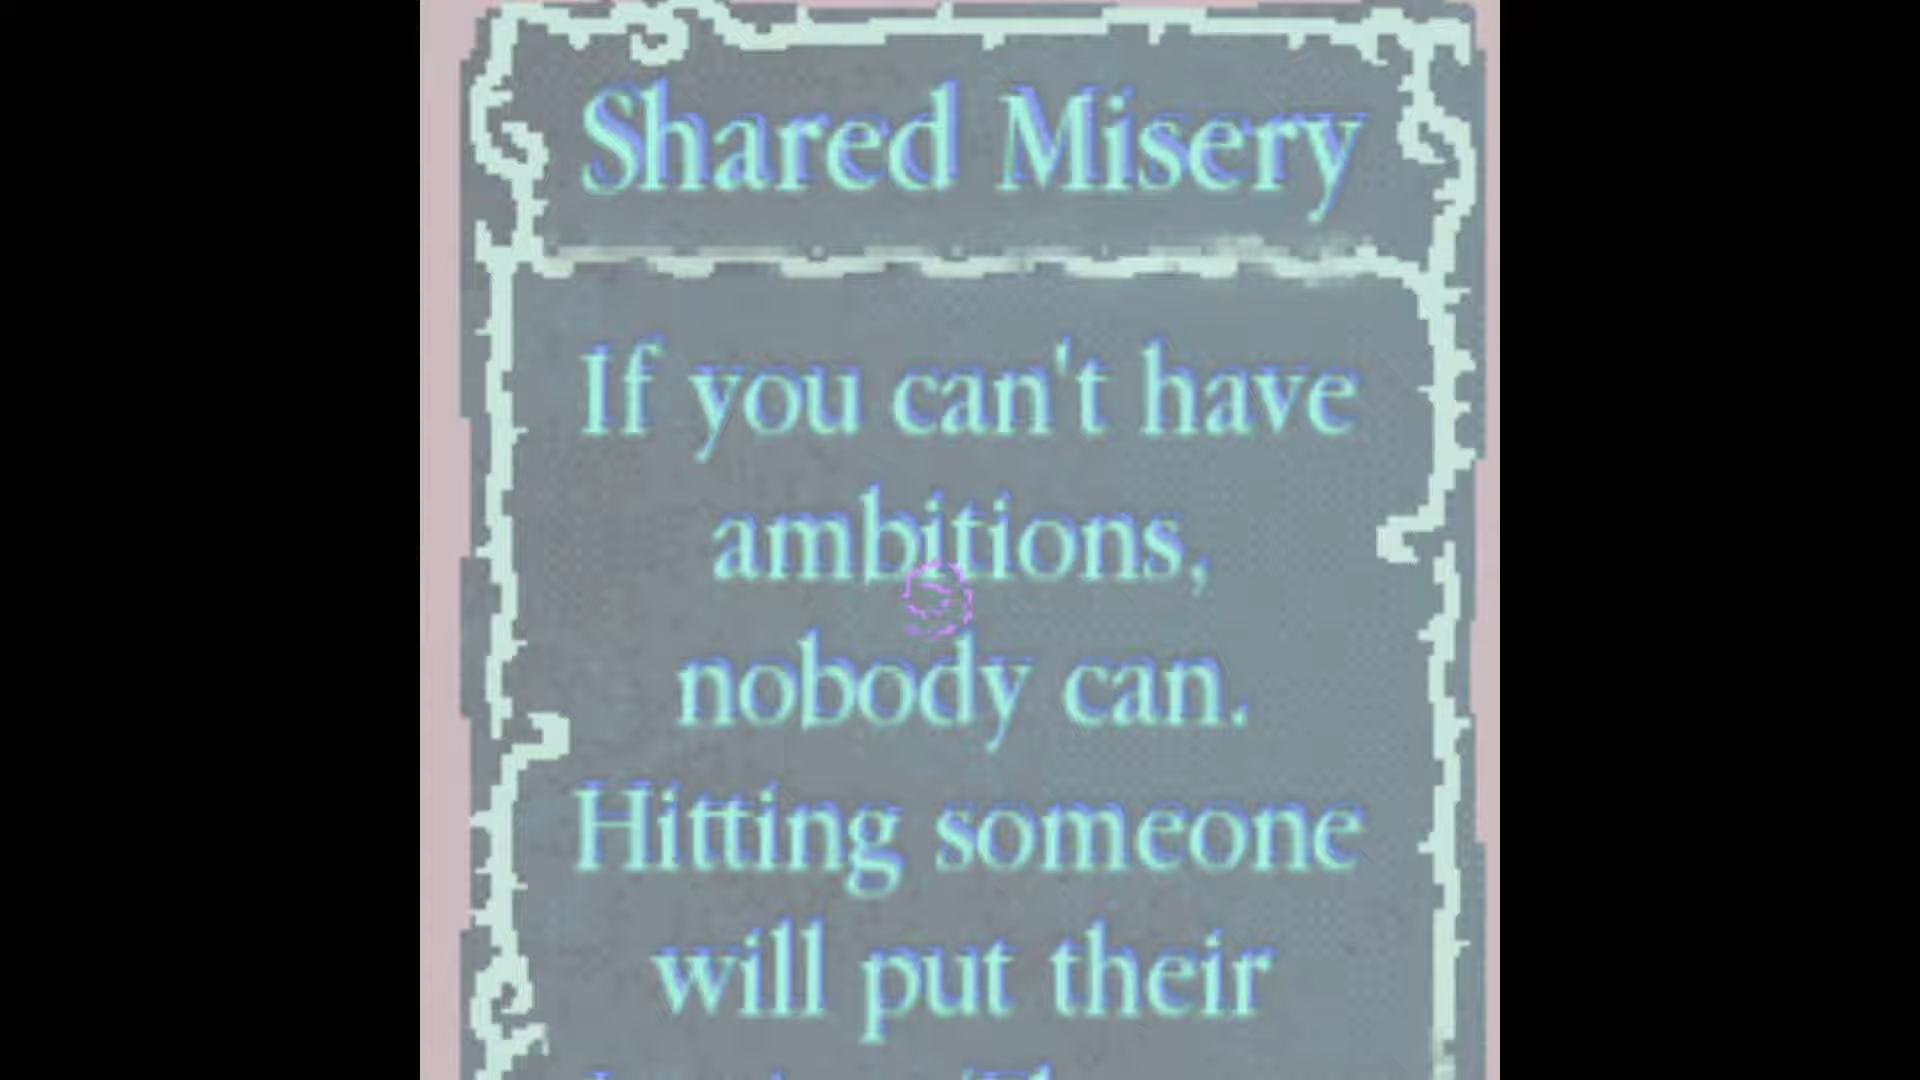 Shared Misery
If you can't have
ambitions,
nobody can.
Hitting someone
will put their